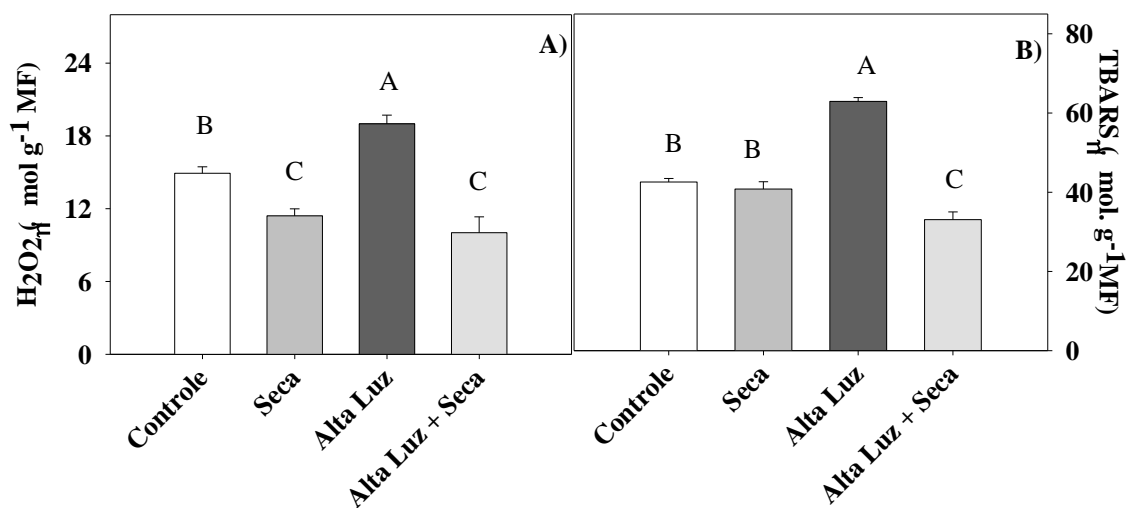 A)
H2O2 (η mol g-1 MF)
24
18
12
6
0
B
C
A
C
Controle
Seca
Alta Luz
Alta Luz + Seca
B)
TBARS (η mol. g-1MF)
80
60
40
20
0
B
B
A
C
Controle
Seca
Alta Luz
Alta Luz + Seca